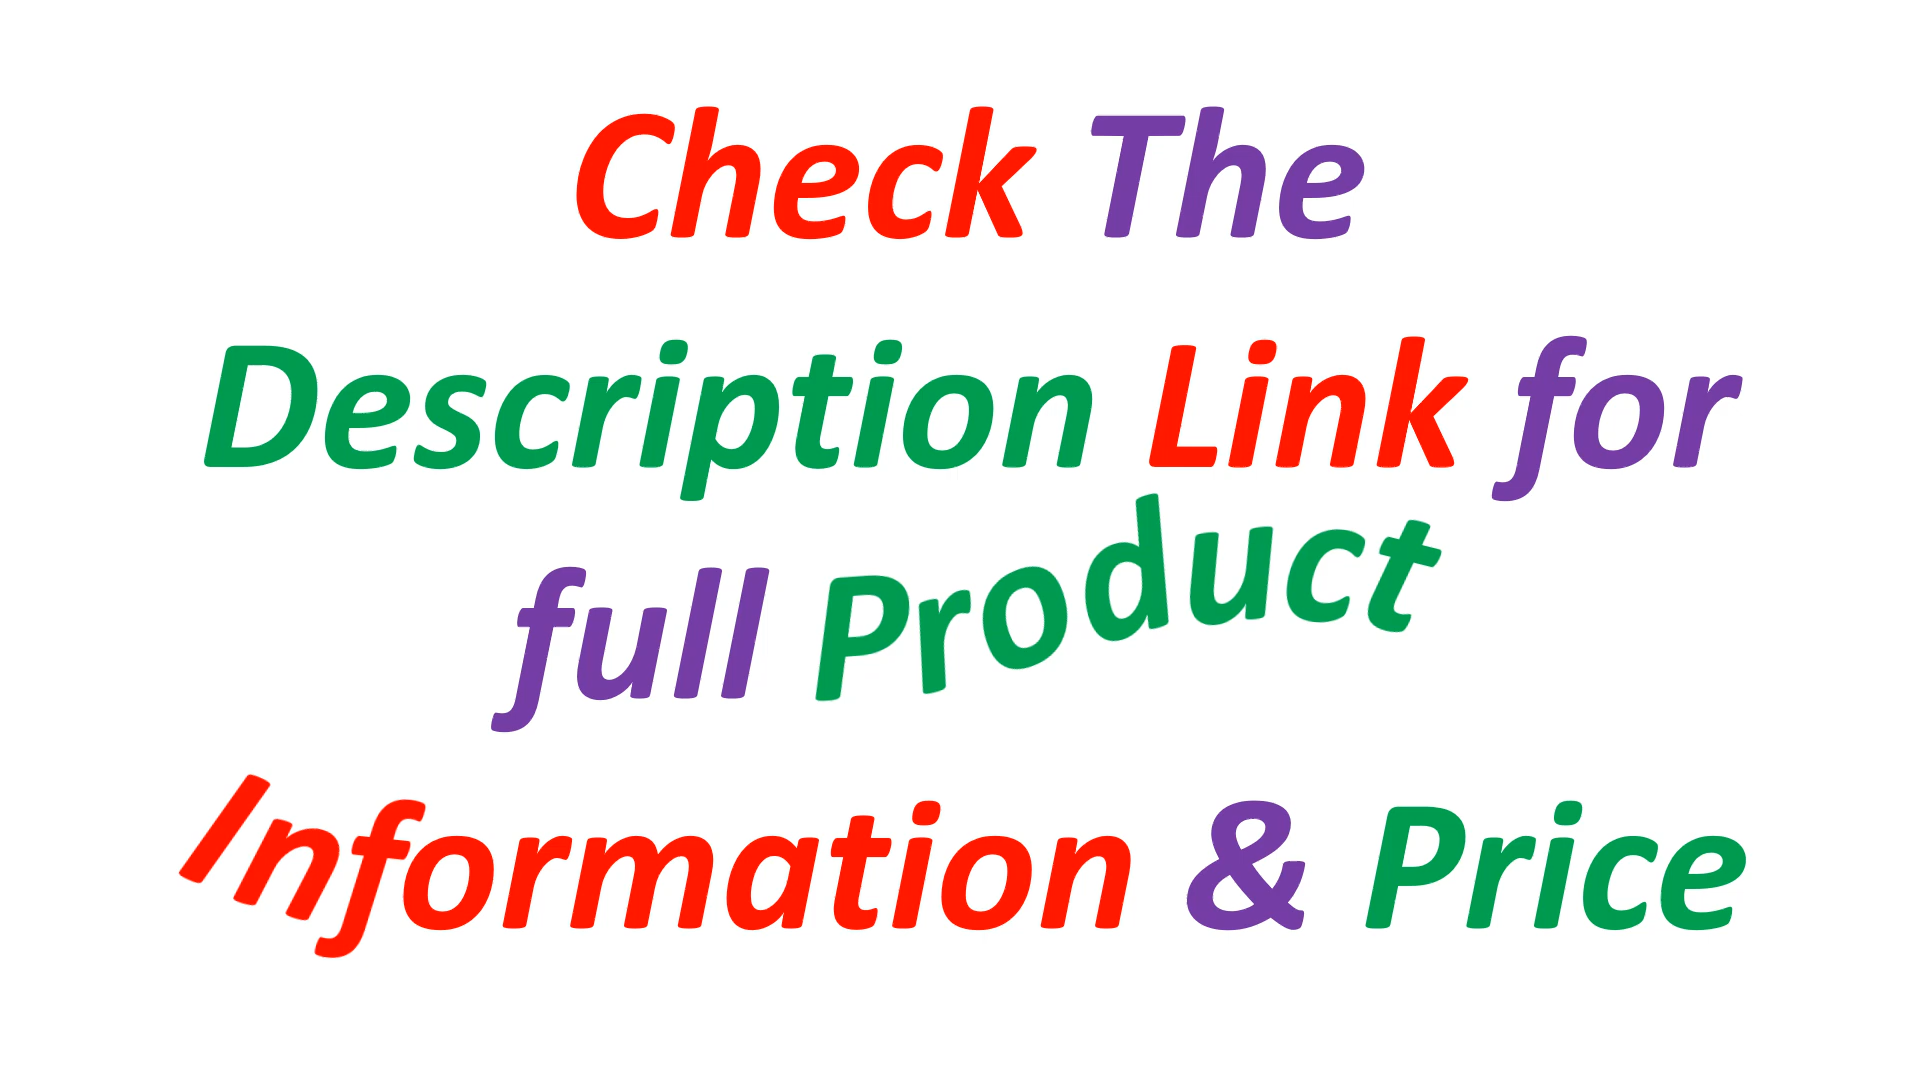 Check The
Description Link for
full Product
Information & Price